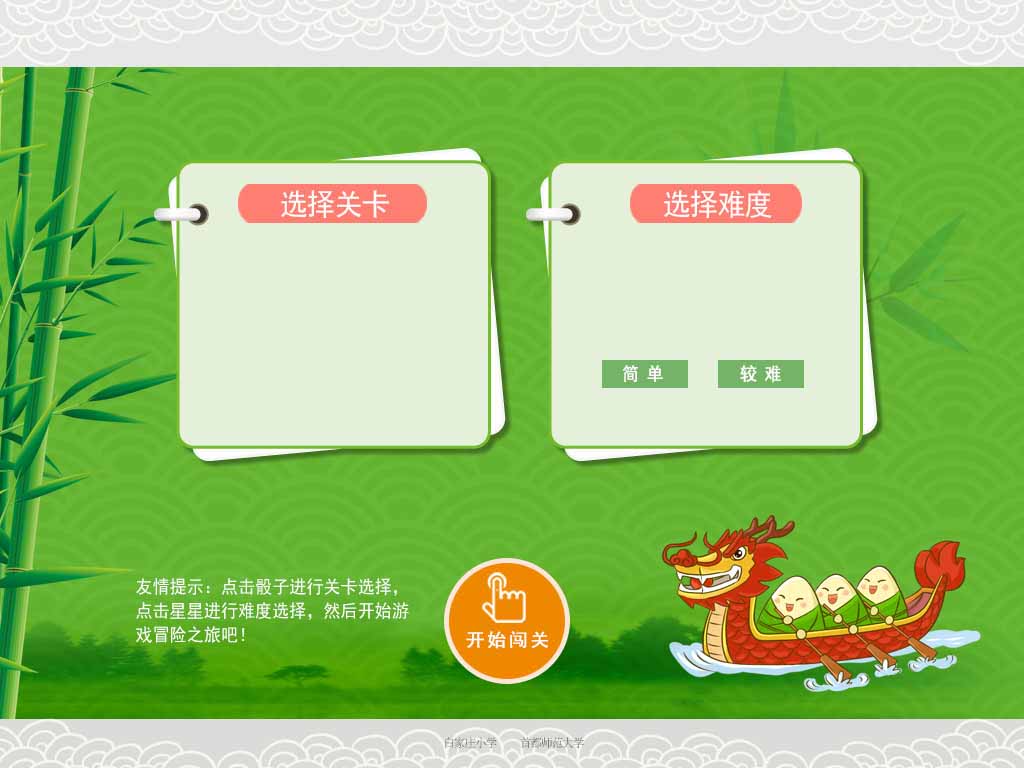 选择关卡
选择难度
简 单
较 难
友情提示：点击骰子进行关卡选择，
点击星星进行难度选择，然后开始游
戏冒险之旅吧！
开始闯关
白家庄小学 首都师范大学